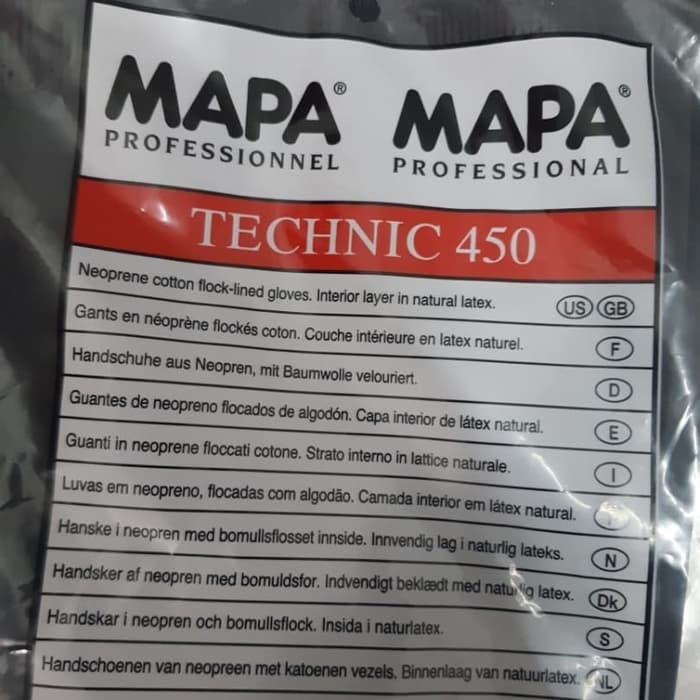 MAPA® MAPA®
PROFESSIONNEL PROFESSIONAL
TECHNIC 450
Neoprene cotton flock-lined gloves. Interior layer in natural latex. US GB
Gants en néoprène flockés coton. Couche intérieure en latex naturel. F
Handschuhe aus Neopren, mit Baumwolle velouriert. D
Guantes de neopreno flocados de algodón. Capa interior de látex natural. E
Guanti in neoprene floccati cotone. Strato interno in lattice naturale. I
Luvas em neopreno, flocadas com algodão. Camada interior em látex natural.
Hanske i neopren med bomullsflosset innside. Innvendig lag i naturlig lateks. N
Handsker af neopren med bomuldsfor. Indvendigt beklædt med naturlig latex. Dk
Handskar i neopren och bomullsflock. Insida i naturlatex. S
Handschoenen van neopreen met katoenen vezels. Binnenlaag van natuurlatex. NL